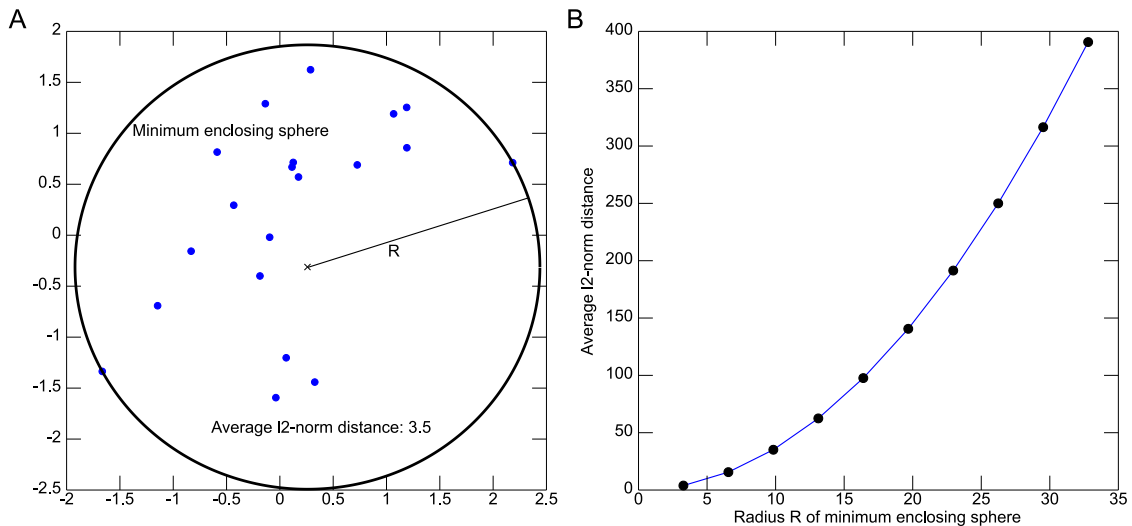 A
2
1.5
1
0.5
0
-0.5
-1
-1.5
-2
-2.5
Minimum enclosing sphere
R
Average l2-norm distance: 3.5
-2 -1.5 -1 -0.5 0 0.5 1 1.5 2 2.5
B
400
350
300
250
200
150
100
50
0
Average l2-norm distance
0 5 10 15 20 25 30 35
Radius R of minimum enclosing sphere